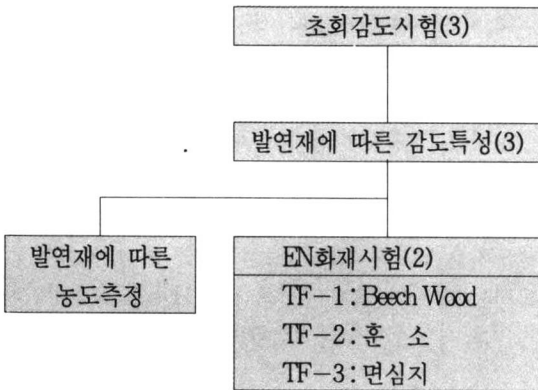 초회감도시험(3)
발연재에 따른 감도특성(3)
발연재에 따른
농도측정
EN화재시험(2)
TF-1:Beech Wood
TF-2:훈 소
TF-3:면심지